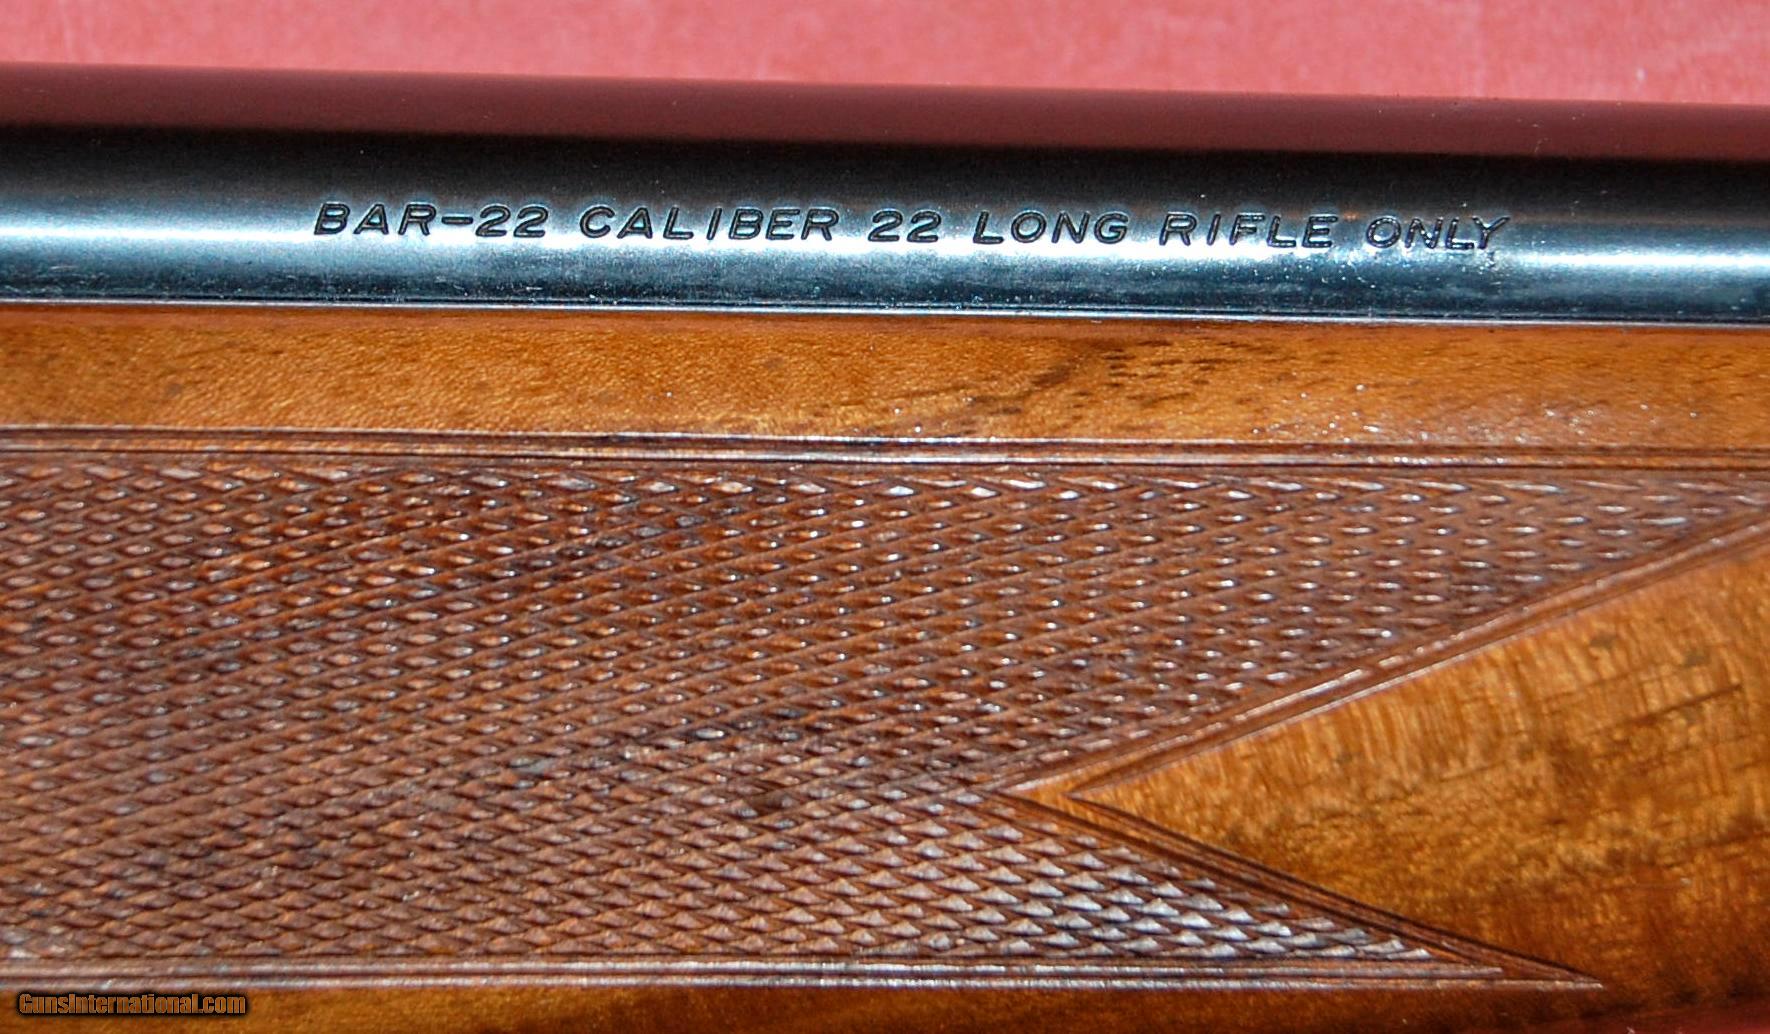 BAR-22 CALIBER 22 LONG RIFLE ONLY
GunsInternational.com